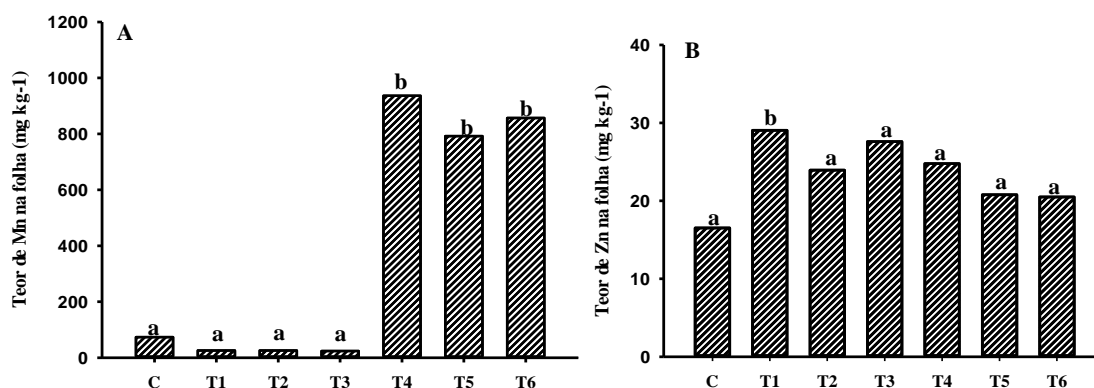 A
Teor de Mn na folha (mg kg-1)
1200
1000
800
600
400
200
0
a
a
a
a
b
b
b
C T1 T2 T3 T4 T5 T6
B
Teor de Zn na folha (mg kg-1)
40
30
20
10
0
a
b
a
a
a
a
a
C T1 T2 T3 T4 T5 T6